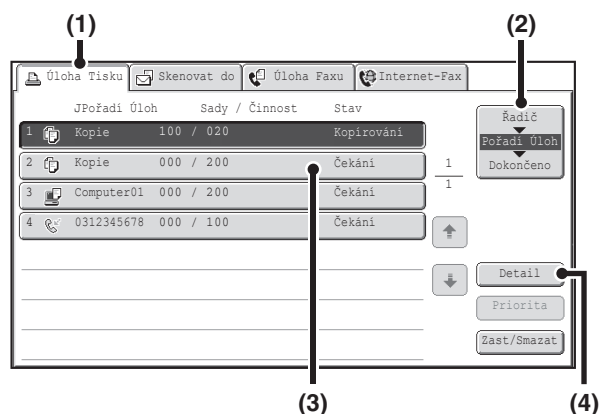 (1) (2)
Úloha Tisku Skenovat do Úloha Faxu Internet-Fax
JPořadí Úloh Sady / Činnost Stav
Řadič
Pořadí Úloh
Dokončeno
1 Kopie 100 / 020 Kopírování
2 Kopie 000 / 200 Čekání
3 Computer01 000 / 200 Čekání
4 0312345678 000 / 100 Čekání
1
1
Detail
Priorita
Zast/Smazat
(3) (4)